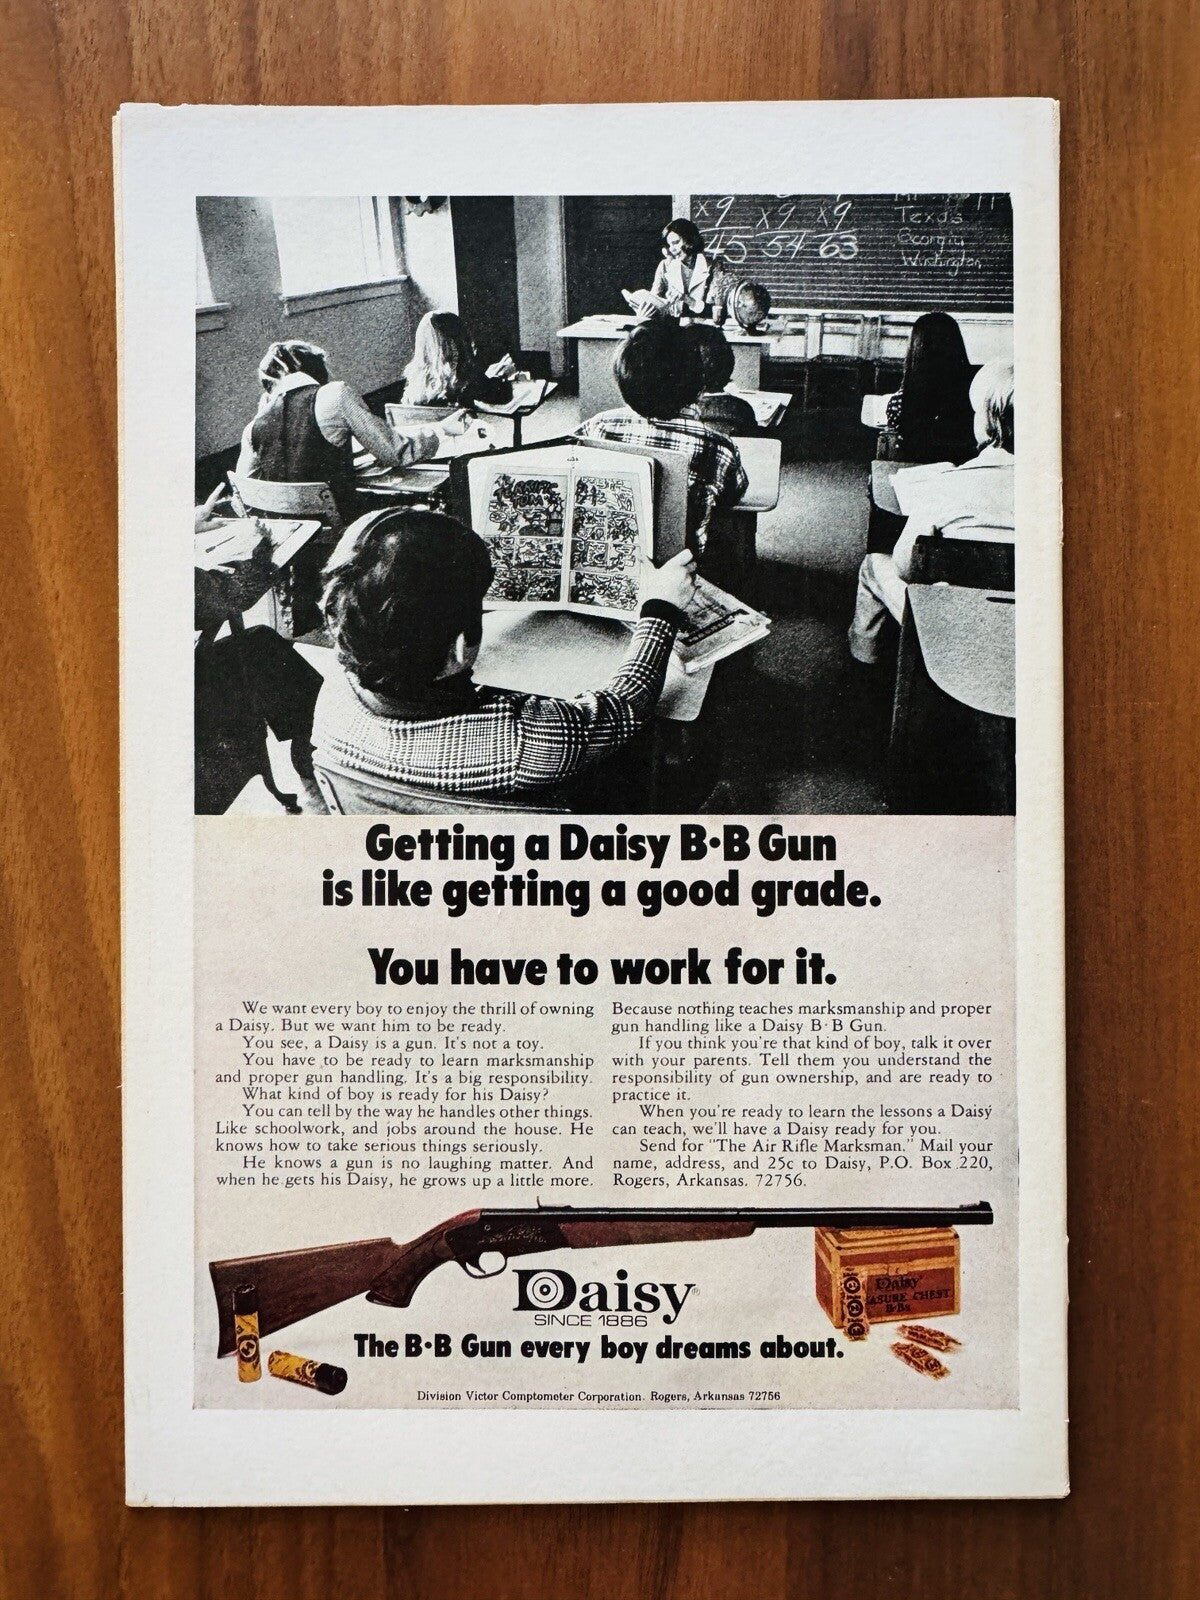 x9 x9 x9
45 54 63
Texas
Georgia
Washington
Getting a Daisy B·B Gun
is like getting a good grade.
You have to work for it.
We want every boy to enjoy the thrill of owning
a Daisy. But we want him to be ready.
You see, a Daisy is a gun. It's not a toy.
You have to be ready to learn marksmanship
and proper gun handling. It's a big responsibility.
What kind of boy is ready for his Daisy?
You can tell by the way he handles other things.
Like schoolwork, and jobs around the house. He
knows how to take serious things seriously.
He knows a gun is no laughing matter. And
when he gets his Daisy, he grows up a little more.
Because nothing teaches marksmanship and proper
gun handling like a Daisy B·B Gun.
If you think you're that kind of boy, talk it over
with your parents. Tell them you understand the
responsibility of gun ownership, and are ready to
practice it.
When you're ready to learn the lessons a Daisy
can teach, we'll have a Daisy ready for you.
Send for "The Air Rifle Marksman." Mail your
name, address, and 25c to Daisy, P.O. Box 220,
Rogers, Arkansas. 72756.
Daisy®
SINCE 1886
Daisy
ASURE CHEST
B·Bs
The B·B Gun every boy dreams about.
Division Victor Comptometer Corporation. Rogers, Arkansas 72756